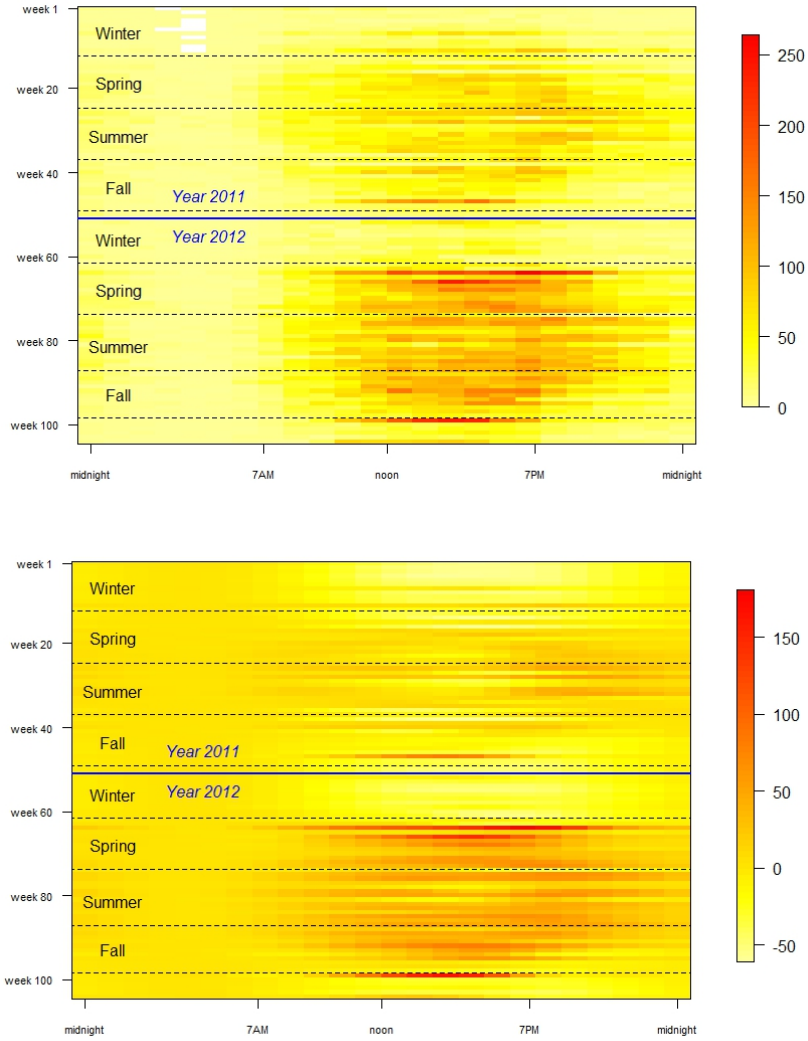 week 1
Winter
Spring
week 20
Summer
week 40
Fall
Year 2011
Year 2012
Winter
week 60
Spring
week 80
Summer
Fall
week 100
midnight 7AM noon 7PM midnight
250
200
150
100
50
0
week 1
Winter
Spring
week 20
Summer
week 40
Fall
Year 2011
Year 2012
Winter
week 60
Spring
week 80
Summer
Fall
week 100
midnight 7AM noon 7PM midnight
150
100
50
0
-50